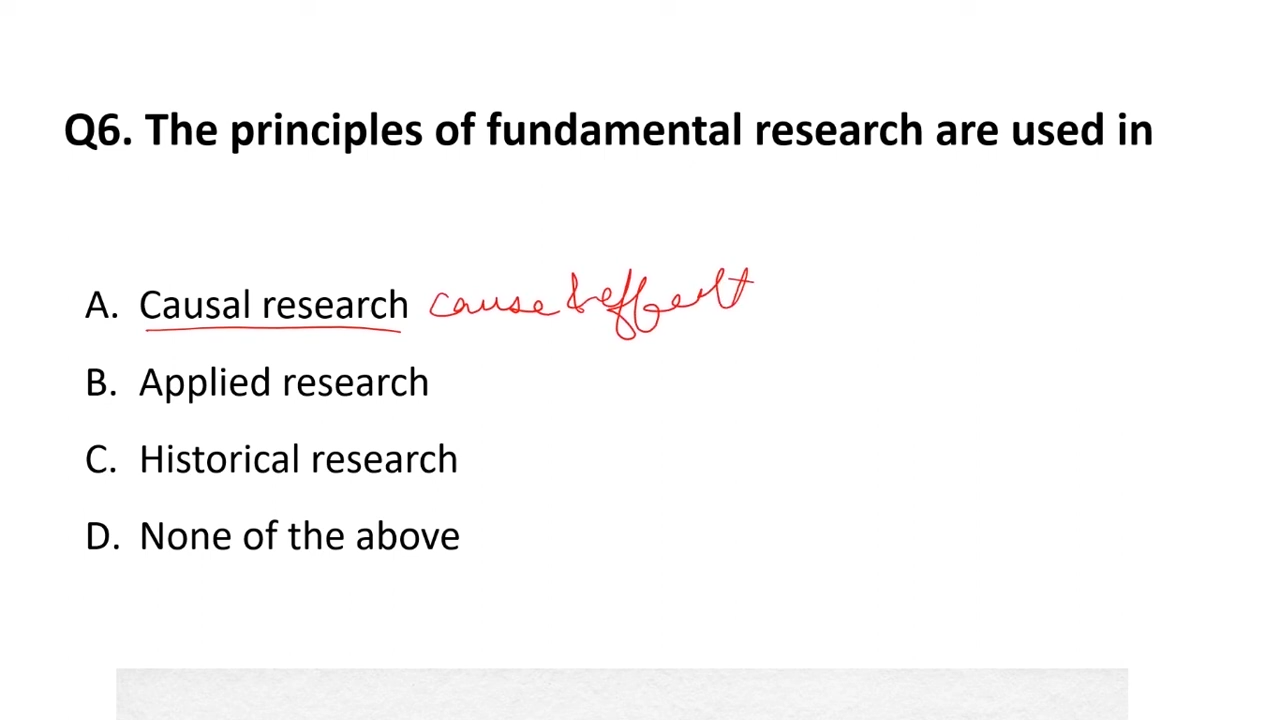 Q6. The principles of fundamental research are used in
A. Causal research cause & effect
B. Applied research
C. Historical research
D. None of the above